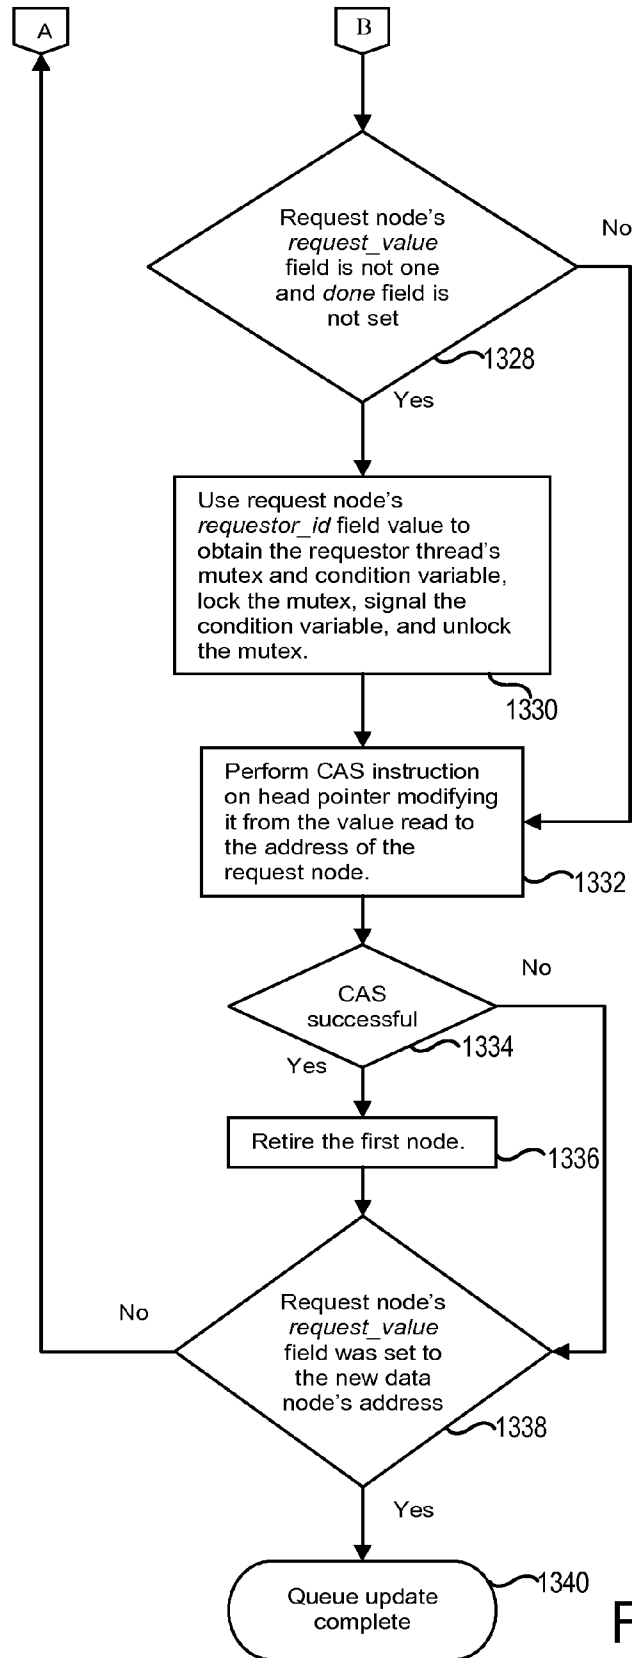 A
B
Request node's
request_value
field is not one
and done field is
not set
No
1328
Yes
Use request node's
requestor_id field value to
obtain the requestor thread's
mutex and condition variable,
lock the mutex, signal the
condition variable, and unlock
the mutex.
1330
Perform CAS instruction
on head pointer modifying
it from the value read to
the address of the
request node.
1332
No
CAS
successful
1334
Yes
Retire the first node.
1336
No
Request node's
request_value
field was set to
the new data
node's address
1338
Yes
1340
Queue update
complete
F